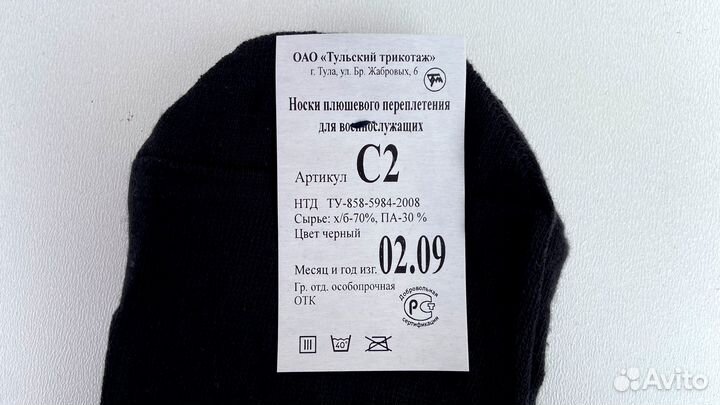 ОАО «Тульский трикотаж»
г. Тула, ул. Бр. Жабровых, 6
Носки плюшевого переплетения
для военнослужащих
Артикул С2
НТД ТУ-858-5984-2008
Сырье: х/б-70%, ПА-30 %
Цвет черный
Месяц и год изг. 02.09
Гр. отд. особопрочная
ОТК
Добровольная
РСТ
сертификация
40°
Avito